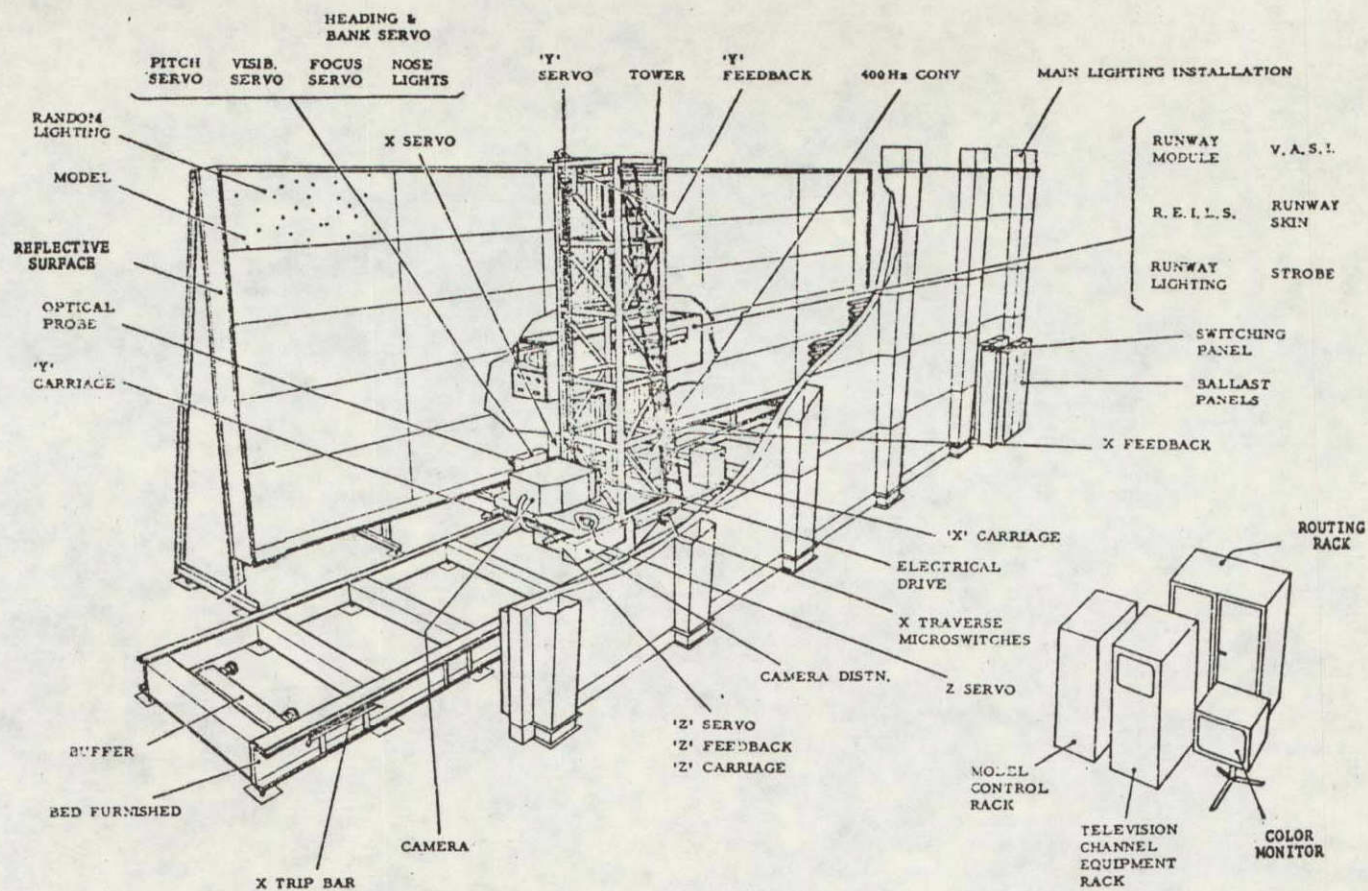 HEADING &
BANK SERVO
PITCH
SERVO
VISIB.
SERVO
FOCUS
SERVO
NOSE
LIGHTS
'Y'
SERVO
TOWER
'Y'
FEEDBACK
400 Hz CONV
MAIN LIGHTING INSTALLATION
RANDOM
LIGHTING
X SERVO
MODEL
REFLECTIVE
SURFACE
OPTICAL
PROBE
'Y'
CARRIAGE
RUNWAY
MODULE
V.A.S.I.
R.E.I.L.S.
RUNWAY
SKIN
RUNWAY
LIGHTING
STROBE
SWITCHING
PANEL
BALLAST
PANELS
X FEEDBACK
'X' CARRIAGE
ELECTRICAL
DRIVE
X TRAVERSE
MICROSWITCHES
Z SERVO
CAMERA DISTN.
'Z' SERVO
'Z' FEEDBACK
'Z' CARRIAGE
BUFFER
BED FURNISHED
X TRIP BAR
CAMERA
ROUTING
RACK
MODEL
CONTROL
RACK
TELEVISION
CHANNEL
EQUIPMENT
RACK
COLOR
MONITOR